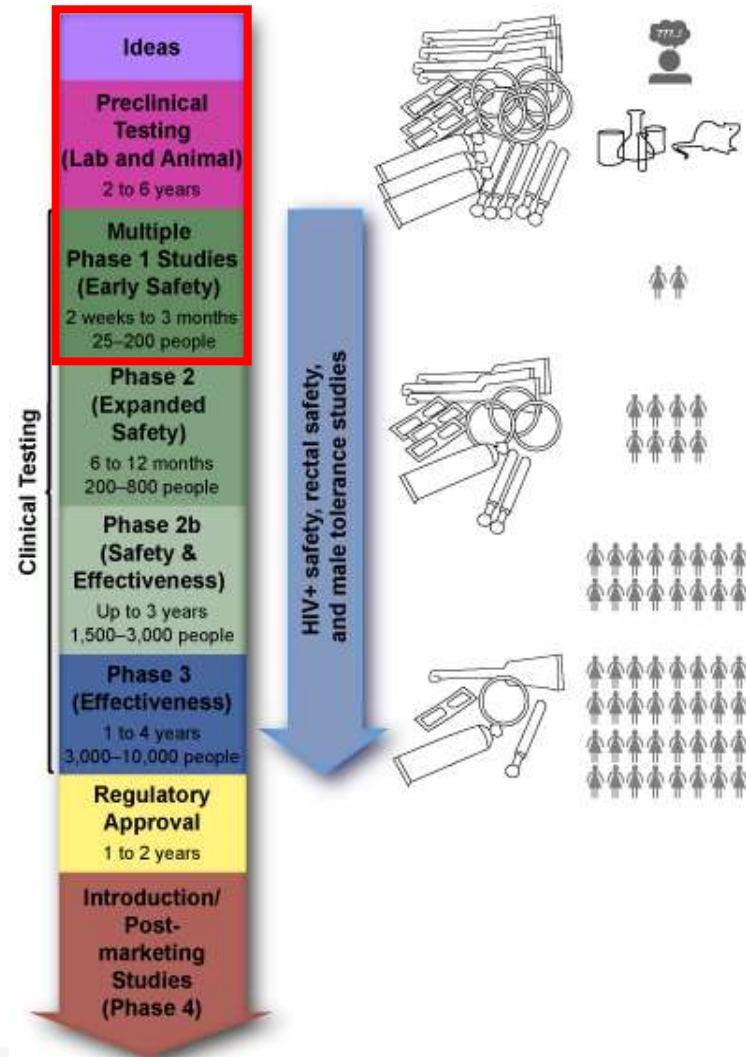 Ideas
Preclinical
Testing
(Lab and Animal)
2 to 6 years
Multiple
Phase 1 Studies
(Early Safety)
2 weeks to 3 months
25–200 people
Phase 2
(Expanded
Safety)
6 to 12 months
200–800 people
Phase 2b
(Safety &
Effectiveness)
Up to 3 years
1,500–3,000 people
Phase 3
(Effectiveness)
1 to 4 years
3,000–10,000 people
Regulatory
Approval
1 to 2 years
Introduction/
Post-
marketing
Studies
(Phase 4)
Clinical Testing
HIV+ safety, rectal safety,
and male tolerance studies
???.!